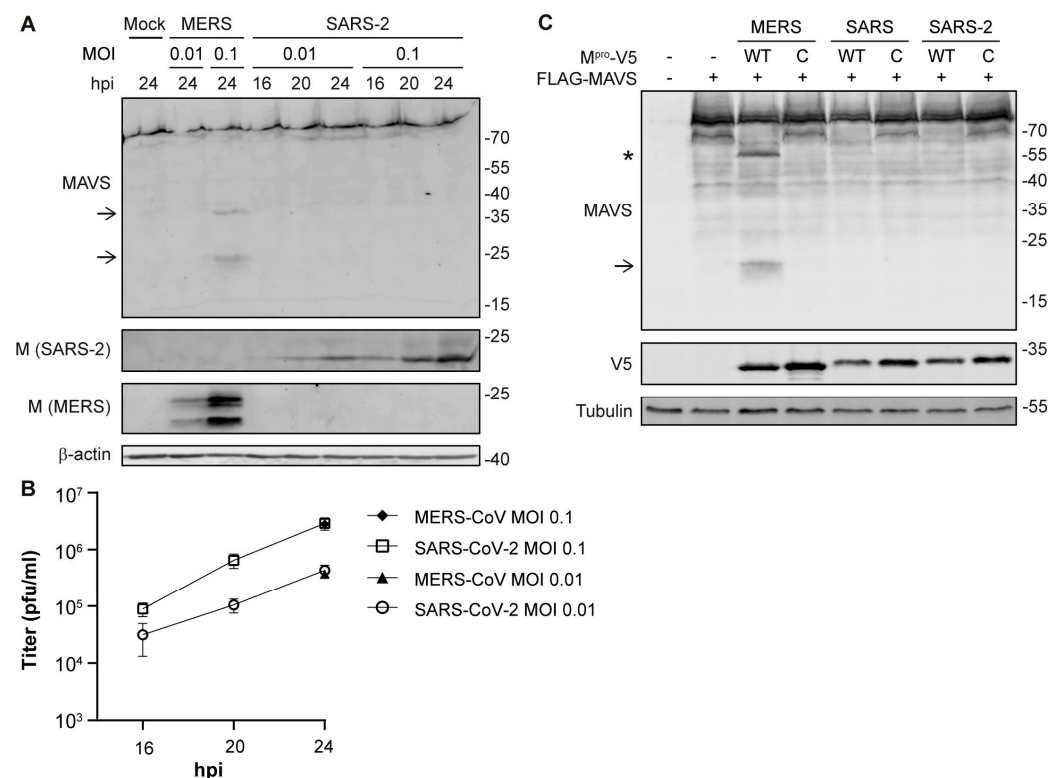 A
Mock MERS SARS-2
MOI 0.01 0.1 0.01 0.1
hpi 24 24 24 16 20 24 16 20 24
MAVS
-70
-55
-40
-35
-25
-15
M (SARS-2)
-25
M (MERS)
-25
β-actin
-40
B
Titer (pfu/ml)
10⁷
10⁶
10⁵
10⁴
10³
16 20 24
hpi
MERS-CoV MOI 0.1
SARS-CoV-2 MOI 0.1
MERS-CoV MOI 0.01
SARS-CoV-2 MOI 0.01
C
MERS SARS SARS-2
Mᵖʳᵒ-V5 - - WT C WT C WT C
FLAG-MAVS - + + + + + + +
*
MAVS
-70
-55
-40
-35
-25
-15
V5
-35
Tubulin
-55